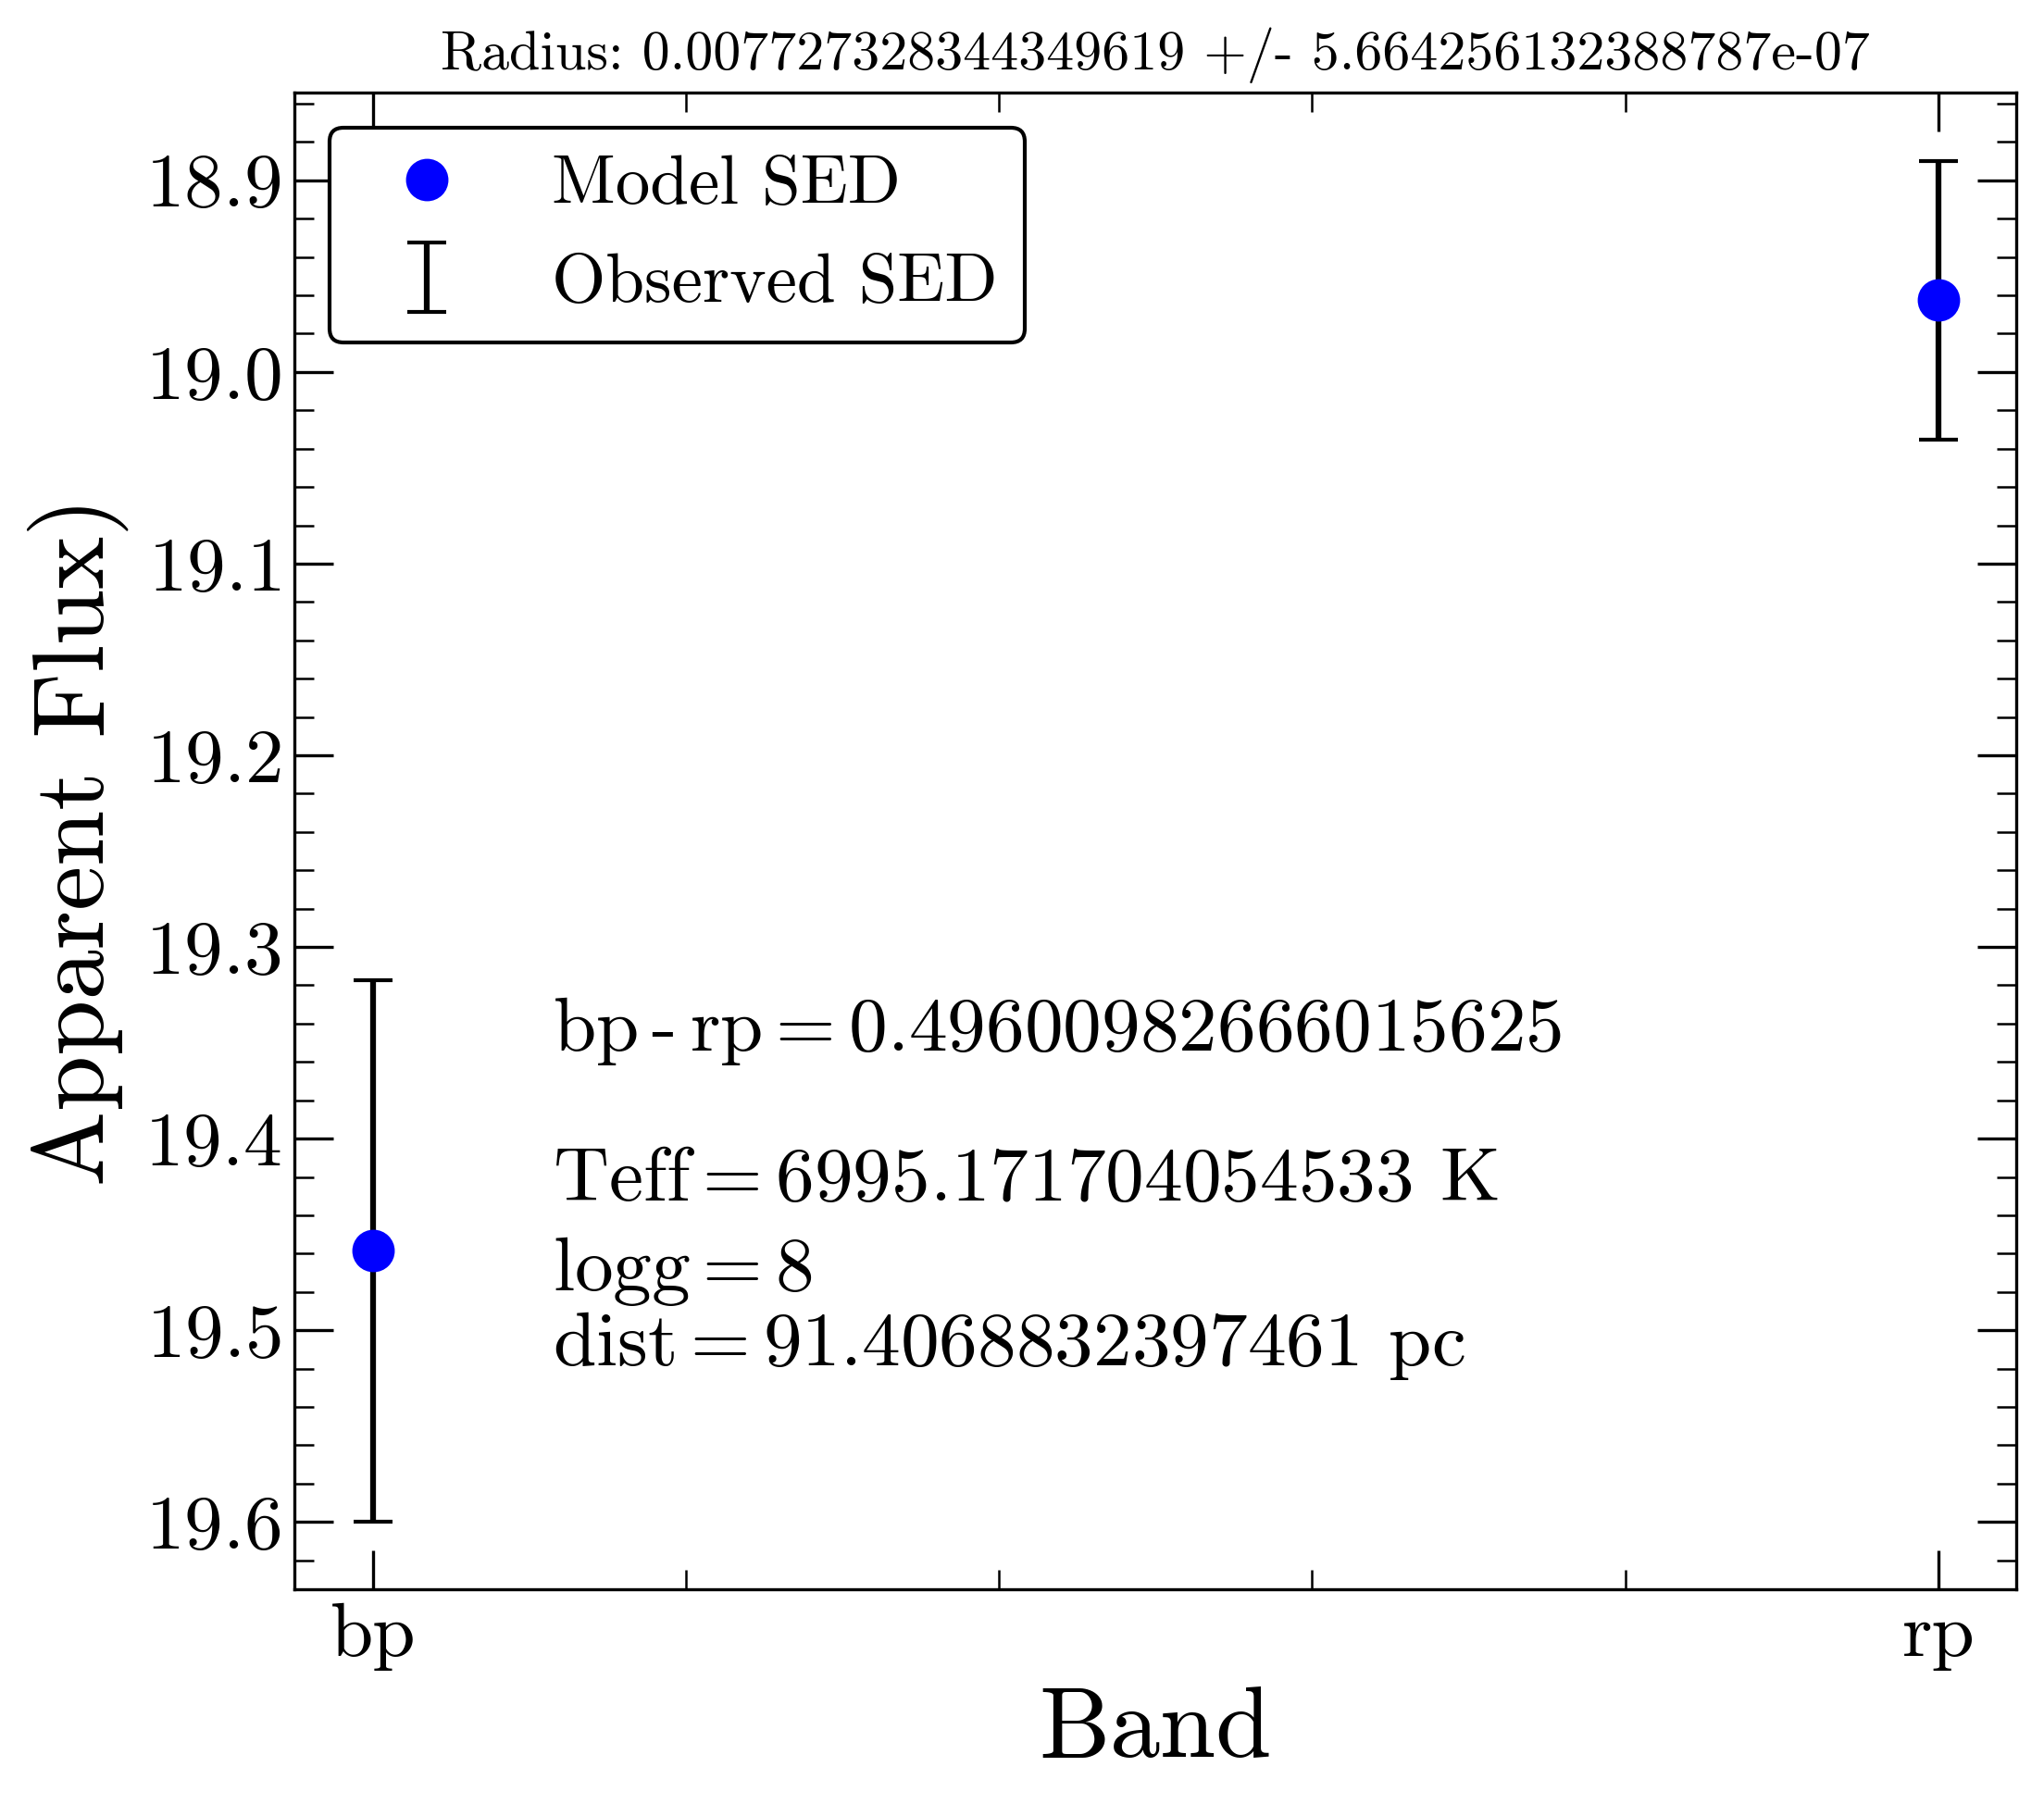 Radius: 0.007727328344349619 +/- 5.664256132388787e-07
Model SED
Observed SED
18.9
19.0
19.1
19.2
19.3
19.4
19.5
19.6
Apparent Flux)
bp - rp = 0.49600982666015625
Teff = 6995.171704054533 K
logg = 8
dist = 91.4068832397461 pc
bp
rp
Band